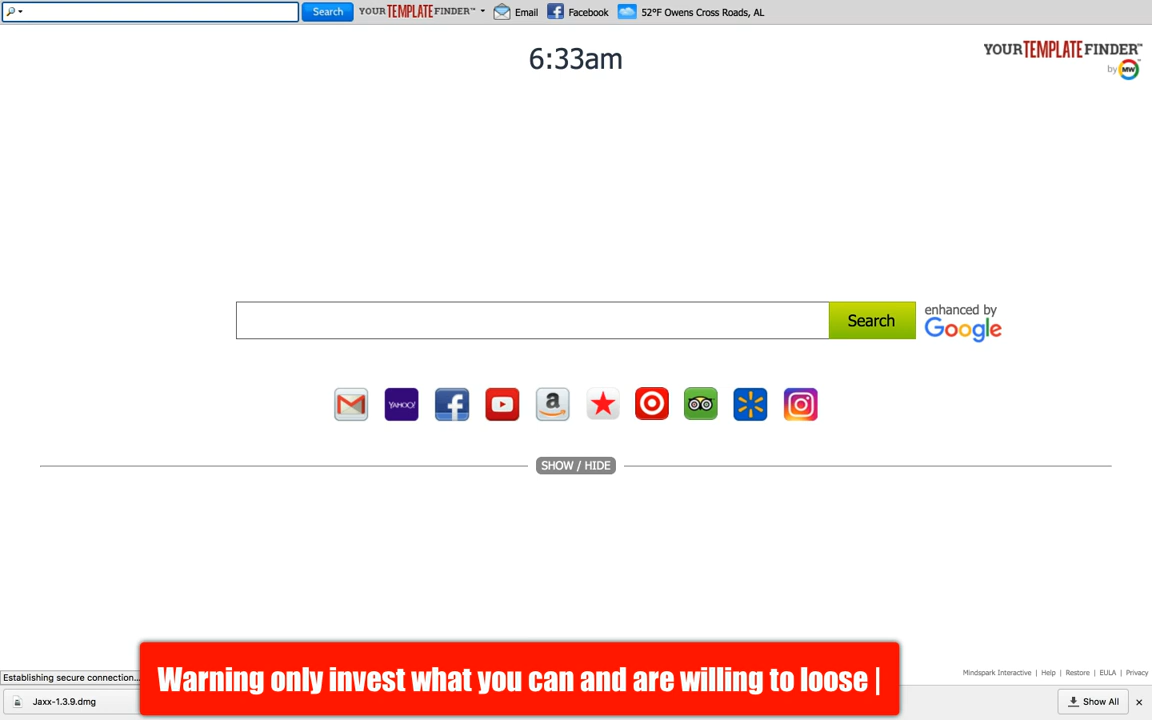 Search YOURTEMPLATEFINDER™ Email Facebook 52°F Owens Cross Roads, AL
6:33am
YOURTEMPLATEFINDER™
by MW
Search
enhanced by
Google
YAHOO!
a
SHOW / HIDE
Mindspark Interactive | Help | Restore | EULA | Privacy
Establishing secure connection...
Warning only invest what you can and are willing to loose |
Jaxx-1.3.9.dmg
Show All